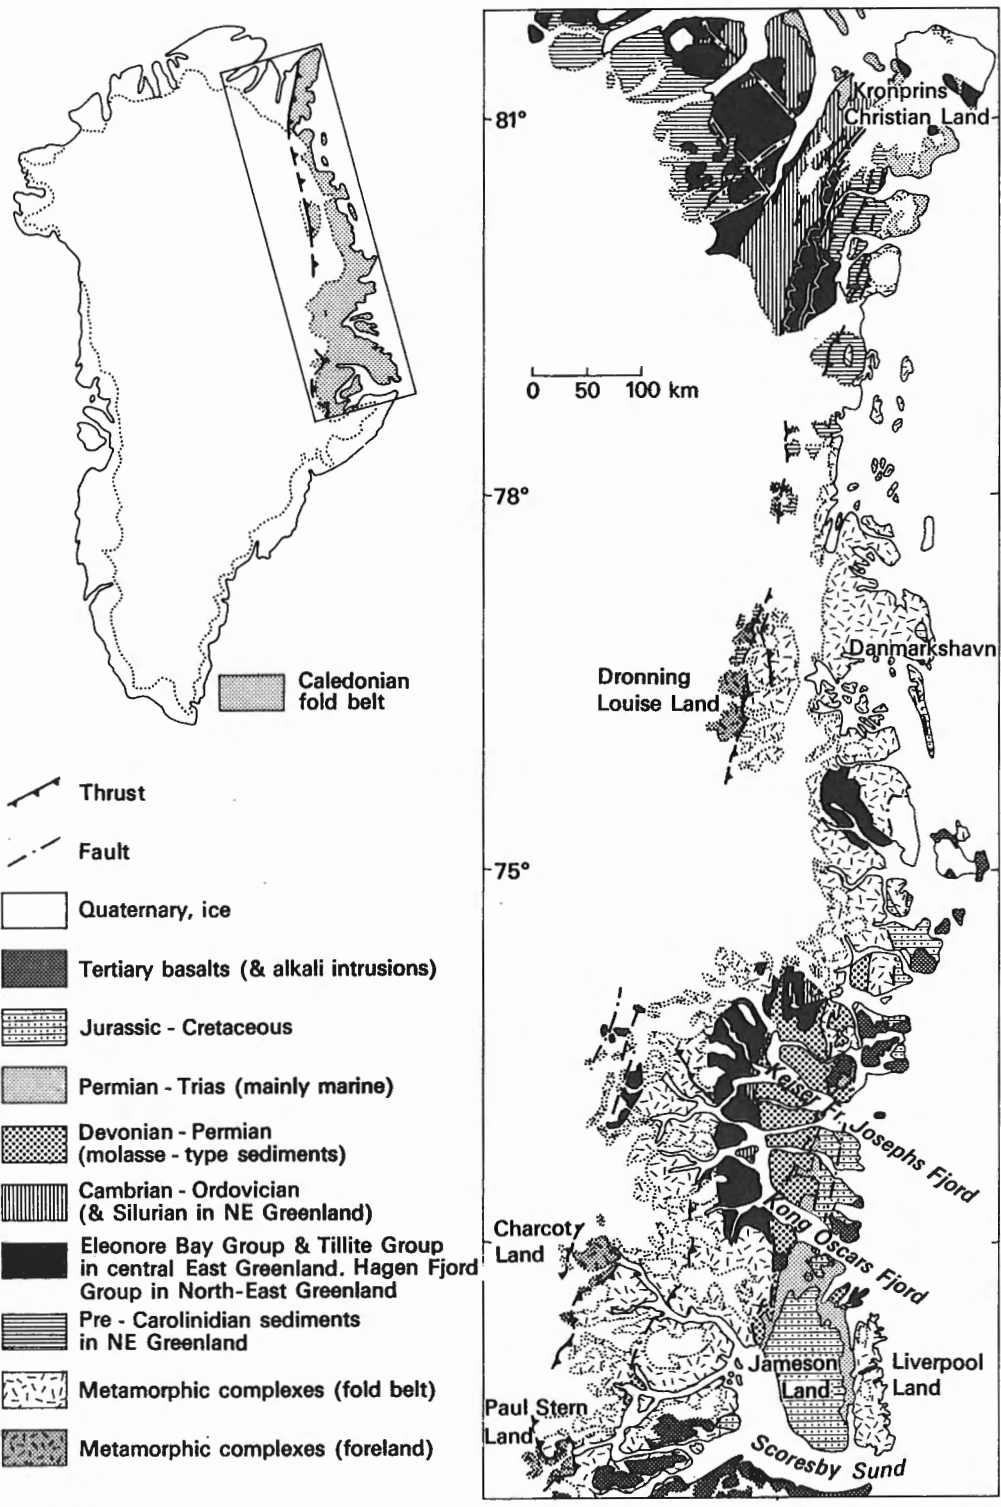 Caledonian
fold belt
Thrust
Fault
Quaternary, ice
Tertiary basalts (& alkali intrusions)
Jurassic - Cretaceous
Permian - Trias (mainly marine)
Devonian - Permian
(molasse - type sediments)
Cambrian - Ordovician
(& Silurian in NE Greenland)
Eleonore Bay Group & Tillite Group
in central East Greenland. Hagen Fjord
Group in North-East Greenland
Pre - Carolinidian sediments
in NE Greenland
Metamorphic complexes (fold belt)
Metamorphic complexes (foreland)
Kronprins
Christian Land
81°
0 50 100 km
78°
Danmarkshavn
Dronning
Louise Land
75°
Kejser Fr. Josephs Fjord
Kong Oscars Fjord
Charcot
Land
Jameson
Land
Liverpool
Land
Paul Stern
Land
Scoresby Sund